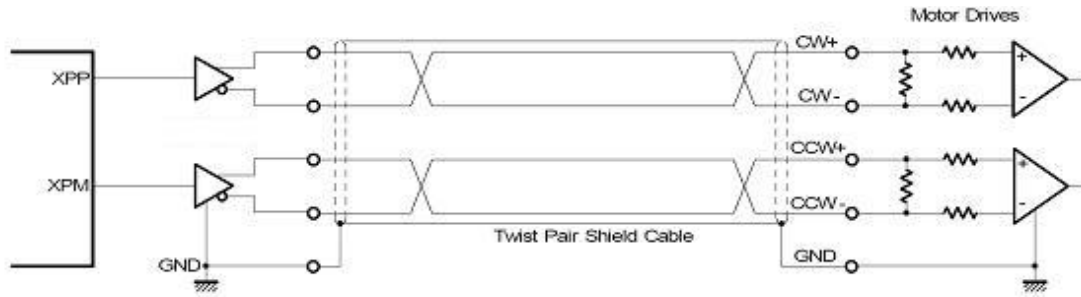 Motor Drives
CW+
XPP
+
-
CW-
CCW+
XPM
+
-
CCW-
Twist Pair Shield Cable
GND
GND